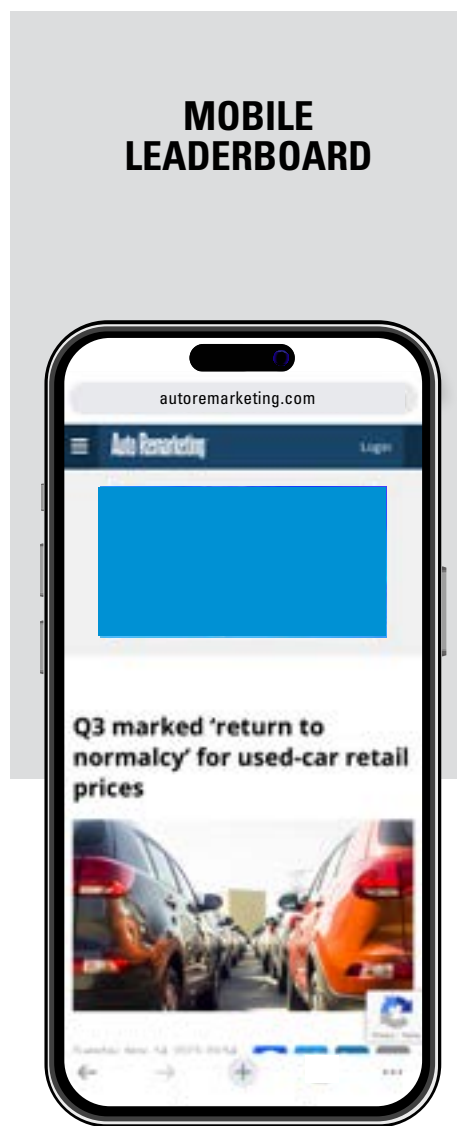 MOBILE
LEADERBOARD
autoremarketing.com
Auto Remarketing
Login
Q3 marked ‘return to
normalcy’ for used-car retail
prices